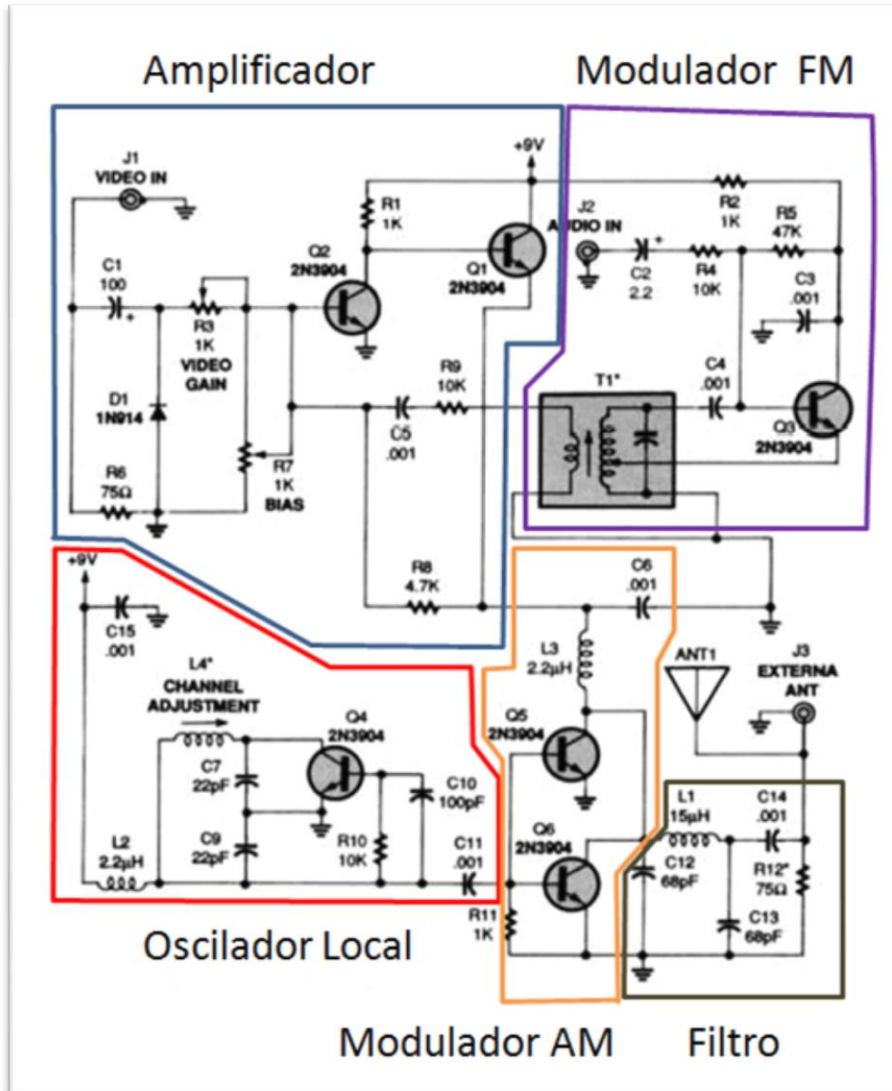 Amplificador
Modulador FM
J1
VIDEO IN
+9V
R1
1K
R2
1K
J2
AUDIO IN
R5
47K
Q2
2N3904
Q1
2N3904
C1
100
+
C2
2.2
+
R4
10K
C3
.001
R3
1K
VIDEO
GAIN
R9
10K
T1*
C4
.001
D1
1N914
C5
.001
Q3
2N3904
R7
1K
BIAS
R6
75Ω
+9V
R8
4.7K
C6
.001
C15
.001
L3
2.2µH
ANT1
J3
EXTERNA
ANT
L4*
CHANNEL
ADJUSTMENT
Q4
2N3904
Q5
2N3904
C7
22pF
C10
100pF
L1
15µH
C14
.001
Q6
2N3904
C9
22pF
R10
10K
C11
.001
L2
2.2µH
C12
68pF
R12*
75Ω
R11
1K
C13
68pF
Oscilador Local
Modulador AM
Filtro